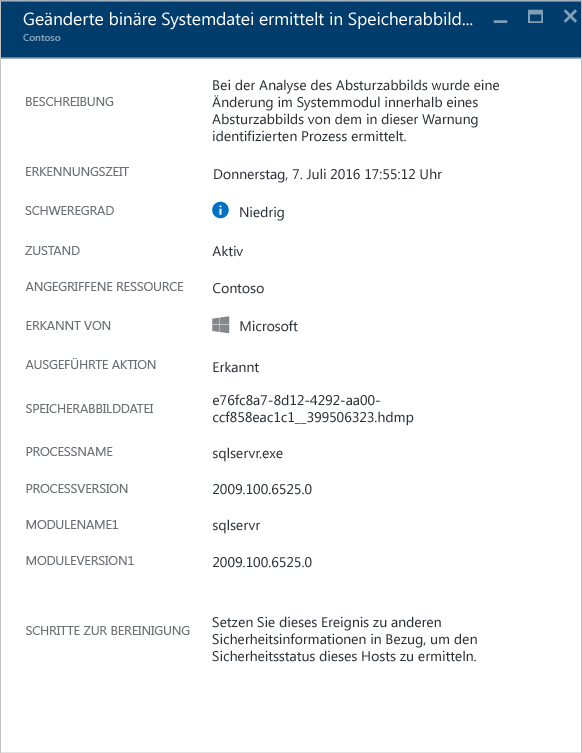 Geänderte binäre Systemdatei ermittelt in Speicherabbild...
Contoso
BESCHREIBUNG
Bei der Analyse des Absturzabbilds wurde eine
Änderung im Systemmodul innerhalb eines
Absturzabbilds von dem in dieser Warnung
identifizierten Prozess ermittelt.
ERKENNUNGSZEIT
Donnerstag, 7. Juli 2016 17:55:12 Uhr
SCHWEREGRAD
Niedrig
ZUSTAND
Aktiv
ANGEGRIFFENE RESSOURCE
Contoso
ERKANNT VON
Microsoft
AUSGEFÜHRTE AKTION
Erkannt
SPEICHERABBILDDATEI
e76fc8a7-8d12-4292-aa00-
ccf858eac1c1__399506323.hdmp
PROCESSNAME
sqlservr.exe
PROCESSVERSION
2009.100.6525.0
MODULENAME1
sqlservr
MODULEVERSION1
2009.100.6525.0
SCHRITTE ZUR BEREINIGUNG
Setzen Sie dieses Ereignis zu anderen
Sicherheitsinformationen in Bezug, um den
Sicherheitsstatus dieses Hosts zu ermitteln.